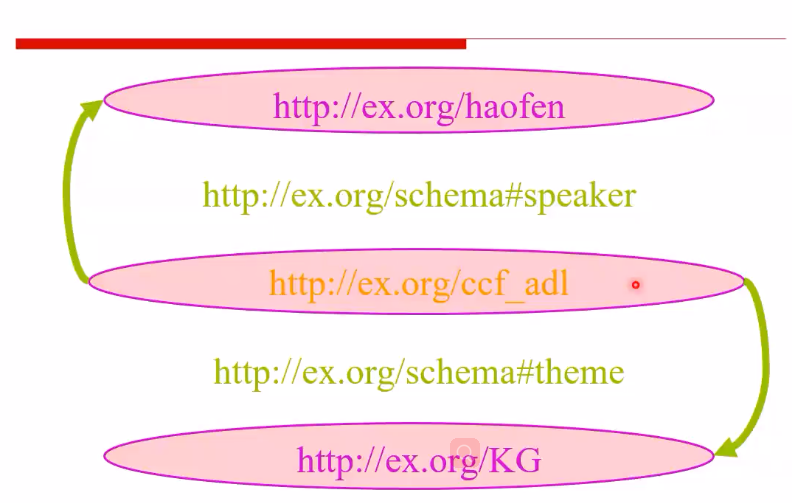 http://ex.org/haofen
http://ex.org/schema#speaker
http://ex.org/ccf_adl
http://ex.org/schema#theme
http://ex.org/KG